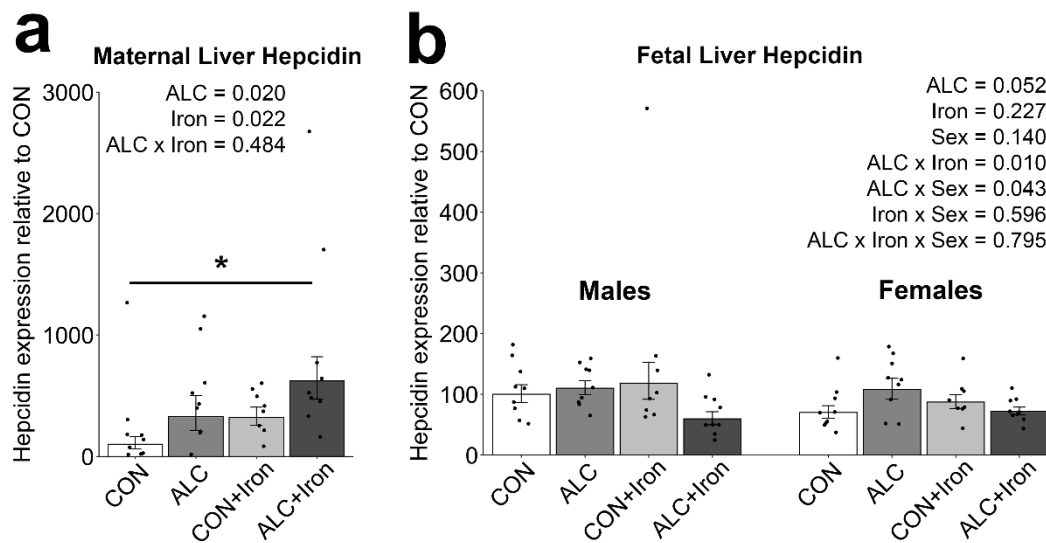 a
Maternal Liver Hepcidin
ALC = 0.020
Iron = 0.022
ALC x Iron = 0.484
Hepcidin expression relative to CON
3000
2000
1000
0
*
CON
ALC
CON+Iron
ALC+Iron
b
Fetal Liver Hepcidin
ALC = 0.052
Iron = 0.227
Sex = 0.140
ALC x Iron = 0.010
ALC x Sex = 0.043
Iron x Sex = 0.596
ALC x Iron x Sex = 0.795
Hepcidin expression relative to CON
600
500
400
300
200
100
0
Males
Females
CON
ALC
CON+Iron
ALC+Iron
CON
ALC
CON+Iron
ALC+Iron